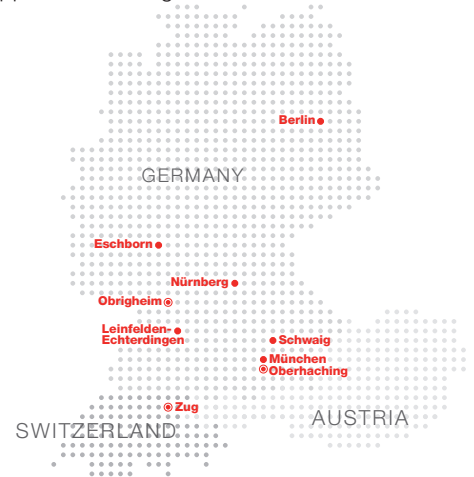 Berlin
GERMANY
Eschborn
Nürnberg
Obrigheim
Leinfelden-
Echterdingen
Schwaig
München
Oberhaching
Zug
AUSTRIA
SWITZERLAND